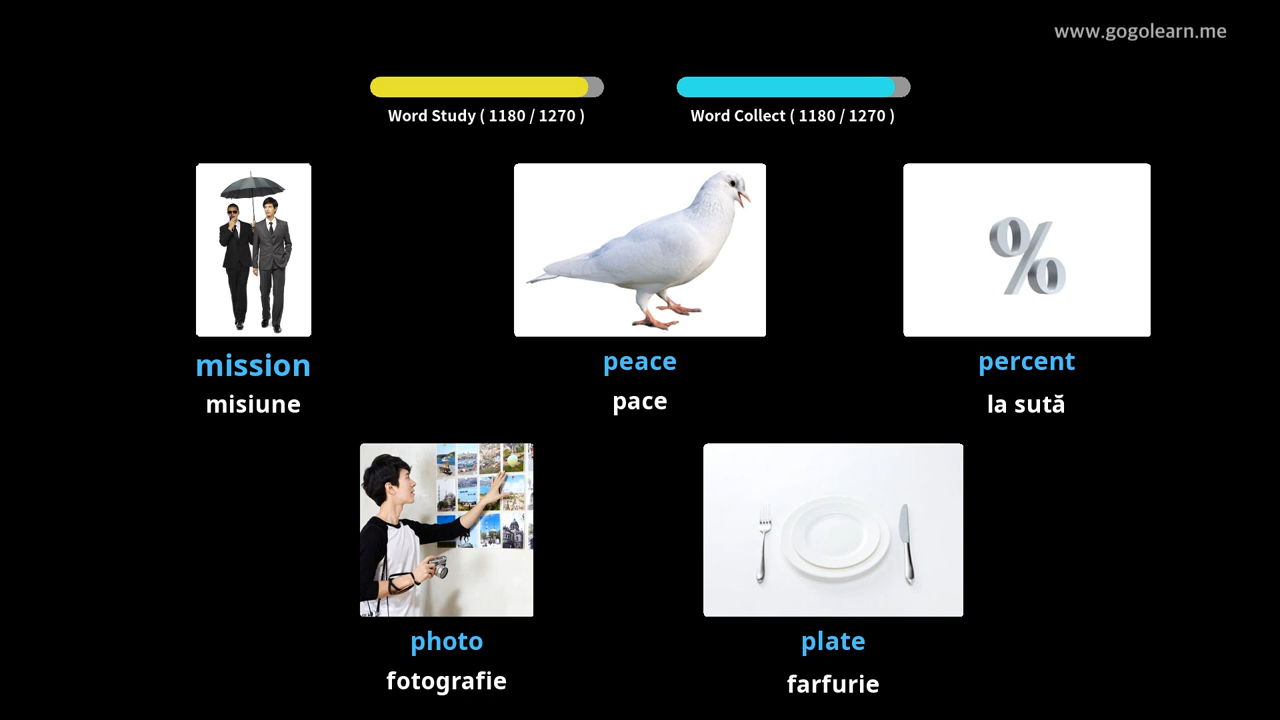 www.gogolearn.me
Word Study ( 1180 / 1270 )
Word Collect ( 1180 / 1270 )
mission
misiune
peace
pace
percent
la sută
photo
fotografie
plate
farfurie